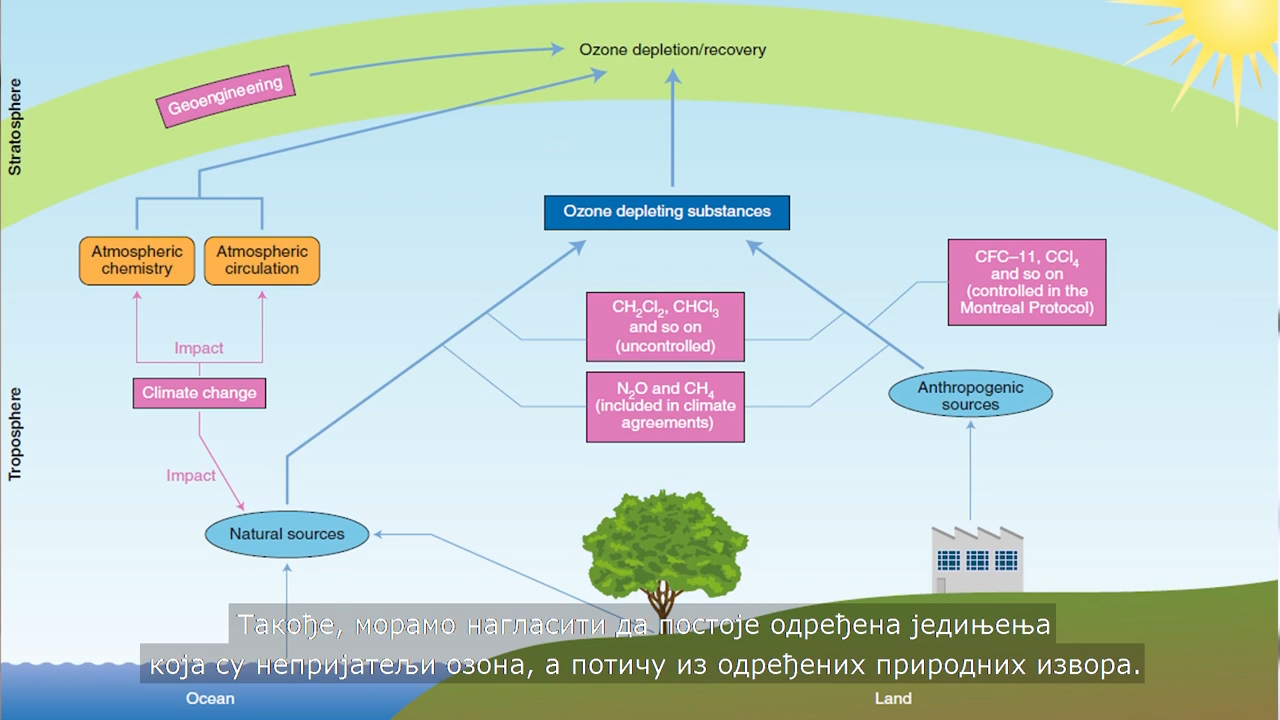 Ozone depletion/recovery
Geoengineering
Stratosphere
Ozone depleting substances
Atmospheric
chemistry
Atmospheric
circulation
CFC–11, CCl₄
and so on
(controlled in the
Montreal Protocol)
CH₂Cl₂, CHCl₃
and so on
(uncontrolled)
Impact
Climate change
N₂O and CH₄
(included in climate
agreements)
Anthropogenic
sources
Troposphere
Impact
Natural sources
Такође, морамо нагласити да постоје одређена једињења
која су непријатељи озона, а потичу из одређених природних извора.
Ocean
Land